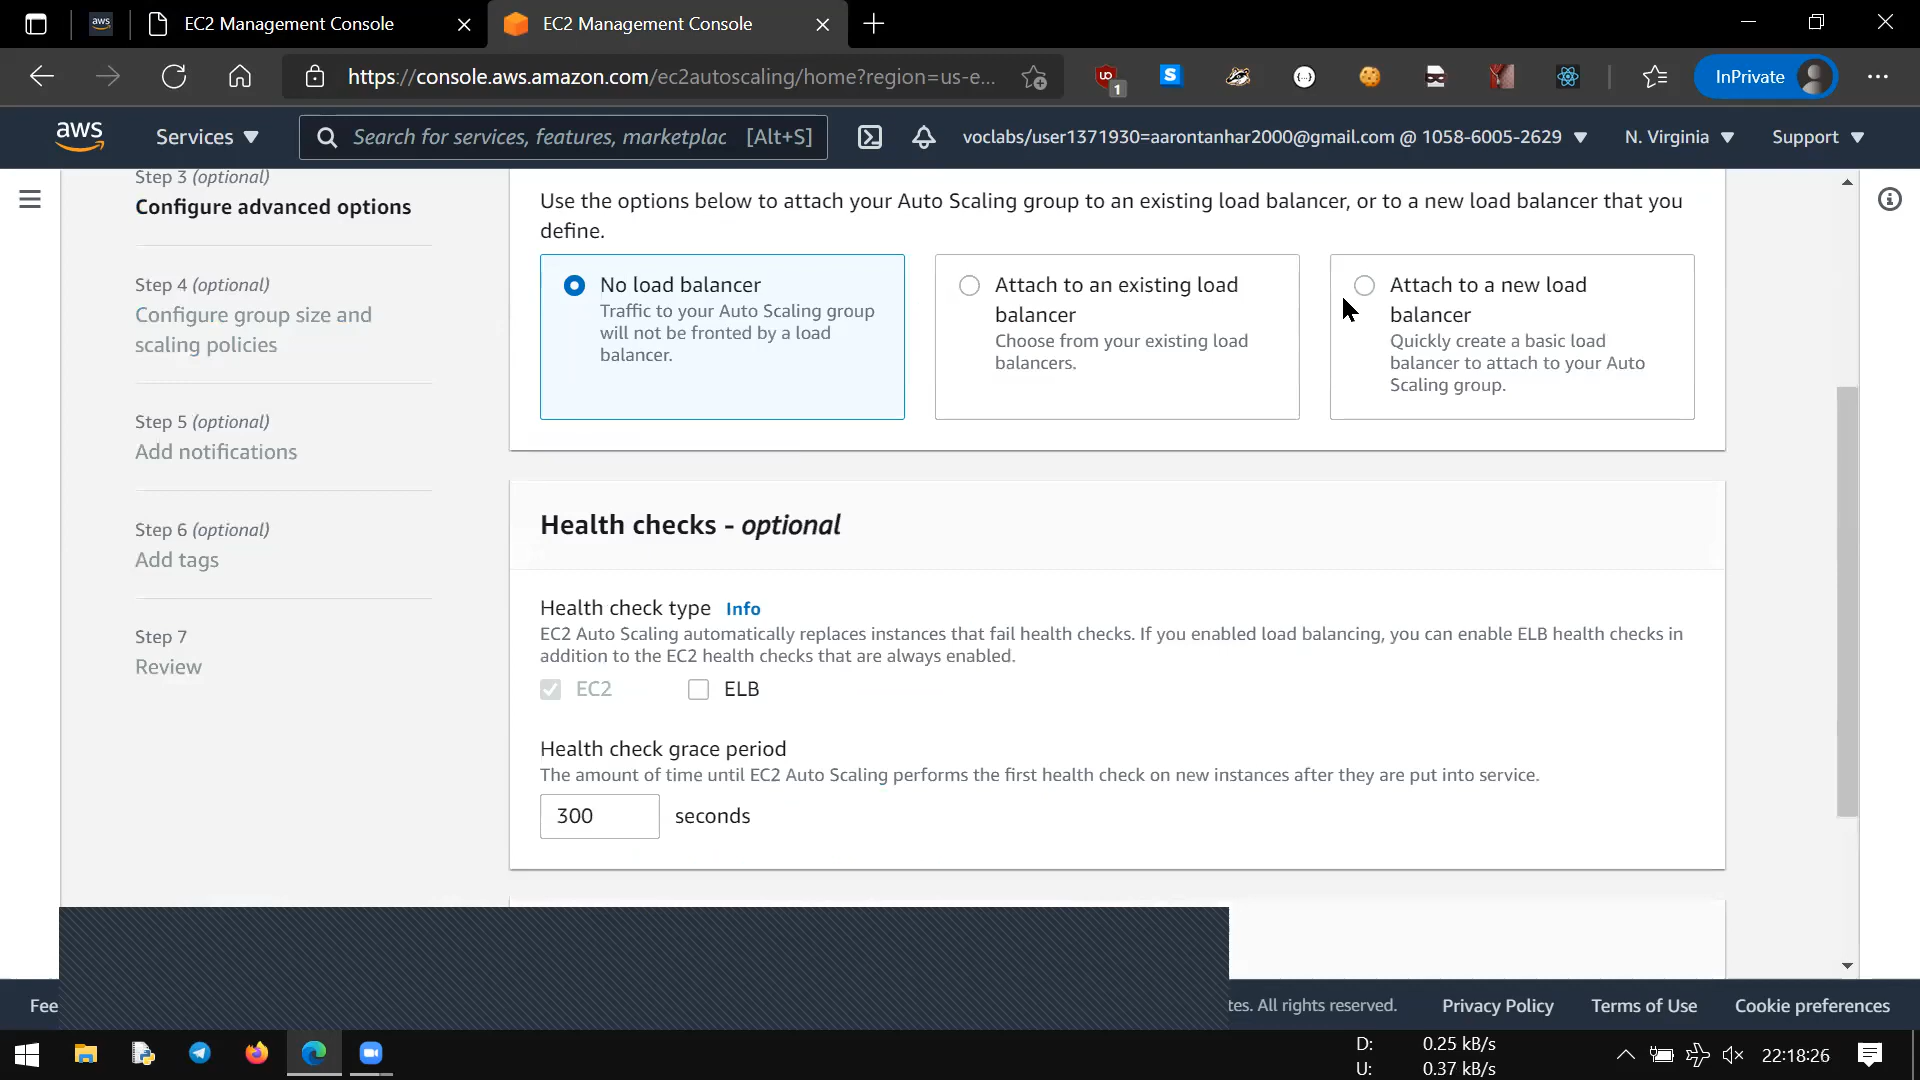 aws
EC2 Management Console
EC2 Management Console
https://console.aws.amazon.com/ec2autoscaling/home?region=us-e...
1
S
InPrivate
aws
Services
Search for services, features, marketplac [Alt+S]
voclabs/user1371930=aarontanhar2000@gmail.com @ 1058-6005-2629
N. Virginia
Support
Step 3 (optional)
Configure advanced options
Step 4 (optional)
Configure group size and
scaling policies
Step 5 (optional)
Add notifications
Step 6 (optional)
Add tags
Step 7
Review
Use the options below to attach your Auto Scaling group to an existing load balancer, or to a new load balancer that you
define.
No load balancer
Traffic to your Auto Scaling group
will not be fronted by a load
balancer.
Attach to an existing load
balancer
Choose from your existing load
balancers.
Attach to a new load
balancer
Quickly create a basic load
balancer to attach to your Auto
Scaling group.
Health checks - optional
Health check type Info
EC2 Auto Scaling automatically replaces instances that fail health checks. If you enabled load balancing, you can enable ELB health checks in
addition to the EC2 health checks that are always enabled.
EC2
ELB
Health check grace period
The amount of time until EC2 Auto Scaling performs the first health check on new instances after they are put into service.
300 seconds
Fee
tes. All rights reserved.
Privacy Policy
Terms of Use
Cookie preferences
D: 0.25 kB/s
U: 0.37 kB/s
22:18:26